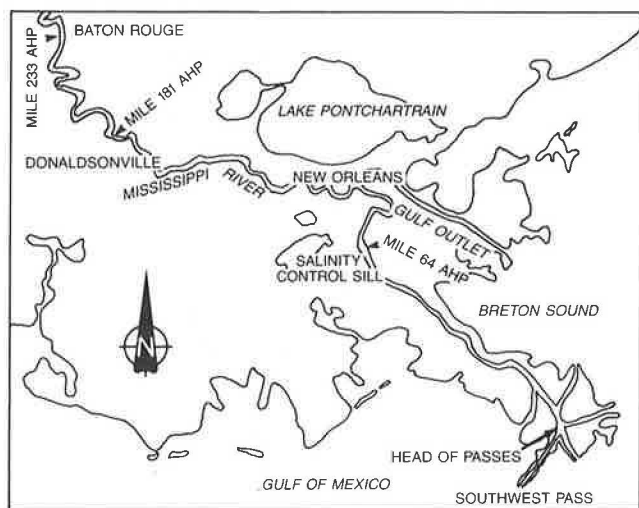 BATON ROUGE
MILE 233 AHP
MILE 181 AHP
LAKE PONTCHARTRAIN
DONALDSONVILLE
MISSISSIPPI RIVER
NEW ORLEANS
GULF OUTLET
SALINITY
CONTROL SILL
MILE 64 AHP
BRETON SOUND
N
HEAD OF PASSES
GULF OF MEXICO
SOUTHWEST PASS